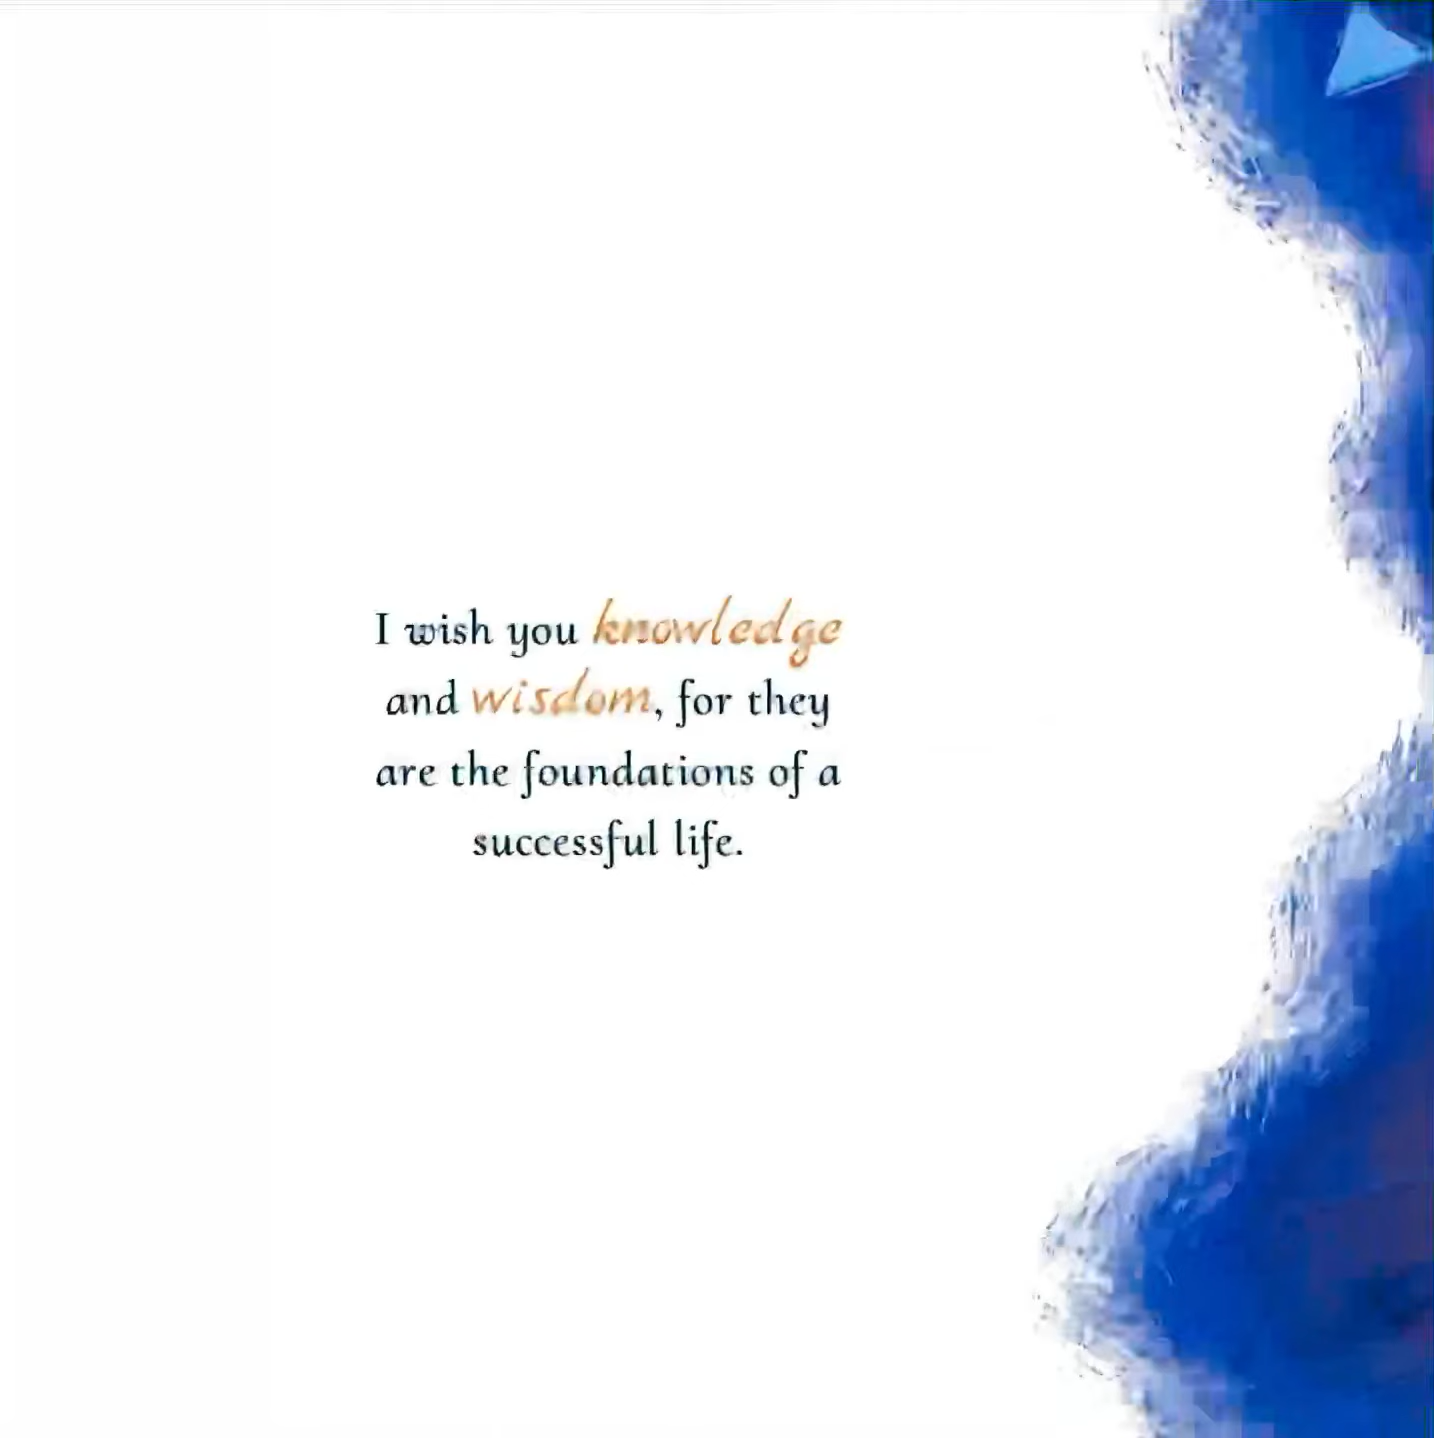 I wish you knowledge
and wisdom, for they
are the foundations of a
successful life.